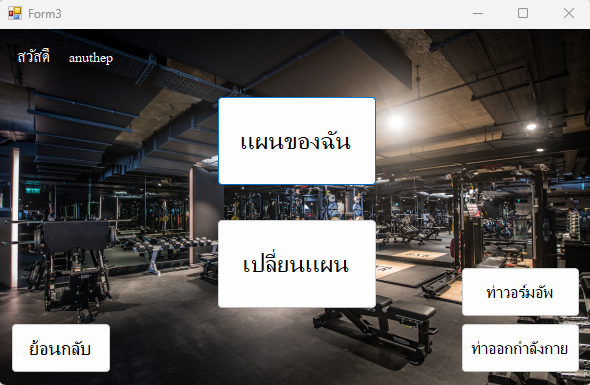 Form3
สวัสดี anuthep
แผนของฉัน
เปลี่ยนแผน
ท่าวอร์มอัพ
ย้อนกลับ
ท่าออกกำลังกาย